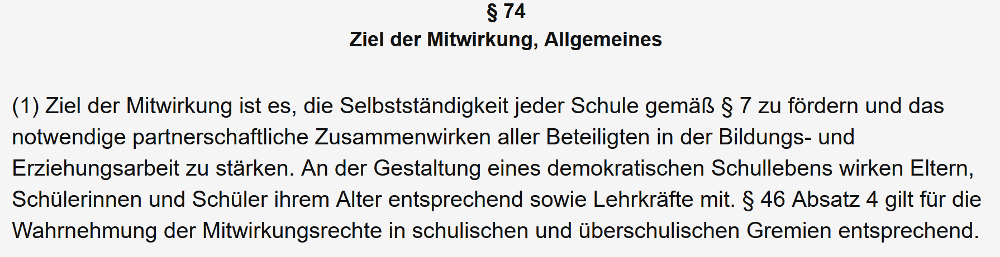 § 74
Ziel der Mitwirkung, Allgemeines
(1) Ziel der Mitwirkung ist es, die Selbstständigkeit jeder Schule gemäß § 7 zu fördern und das
notwendige partnerschaftliche Zusammenwirken aller Beteiligten in der Bildungs- und
Erziehungsarbeit zu stärken. An der Gestaltung eines demokratischen Schullebens wirken Eltern,
Schülerinnen und Schüler ihrem Alter entsprechend sowie Lehrkräfte mit. § 46 Absatz 4 gilt für die
Wahrnehmung der Mitwirkungsrechte in schulischen und überschulischen Gremien entsprechend.